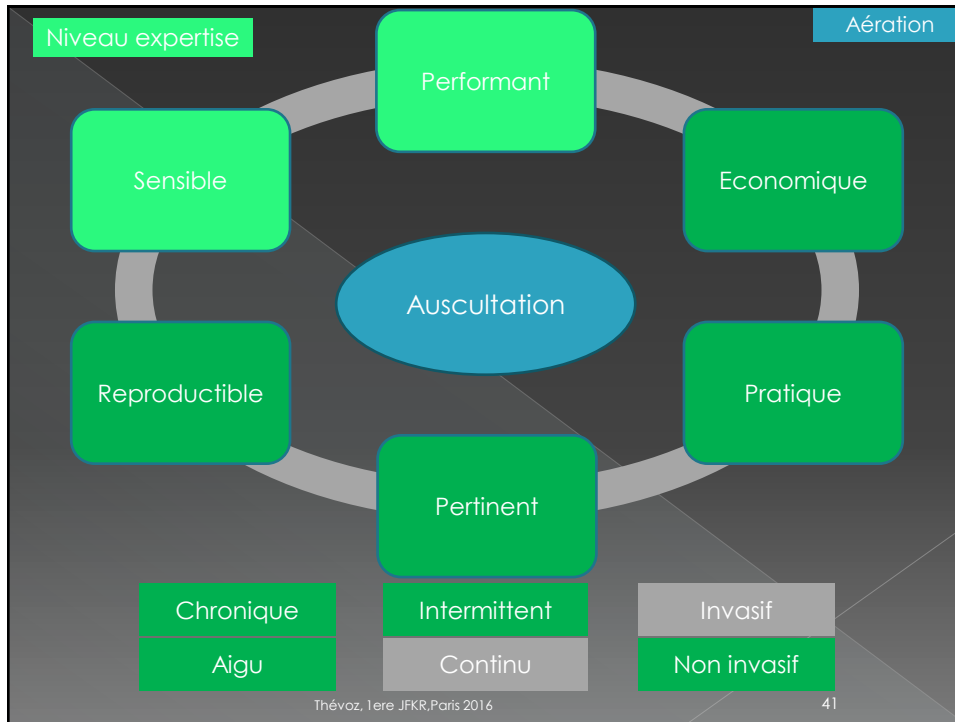 Niveau expertise
Aération
Performant
Sensible
Economique
Auscultation
Reproductible
Pratique
Pertinent
Chronique
Intermittent
Invasif
Aigu
Continu
Non invasif
Thévoz, 1ere JFKR,Paris 2016
41